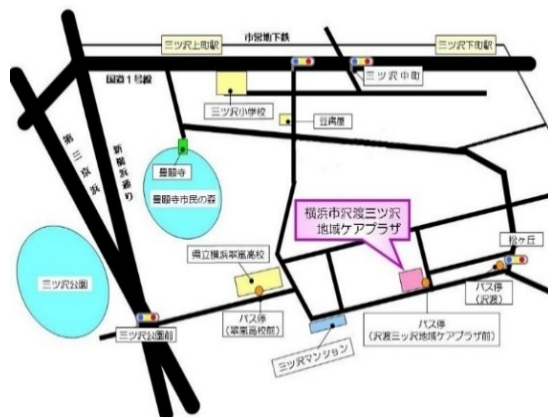 市営地下鉄
三ツ沢上町駅
三ツ沢下町駅
国道1号線
三ツ沢中町
三ツ沢小学校
豆腐屋
第三京浜
新横浜通り
豊顕寺
豊顕寺市民の森
横浜市沢渡三ツ沢
地域ケアプラザ
松ヶ丘
県立横浜翠嵐高校
三ツ沢公園
バス停
(沢渡)
バス停
(翠嵐高校前)
バス停
(沢渡三ツ沢地域ケアプラザ前)
三ツ沢公園前
三ツ沢マンション